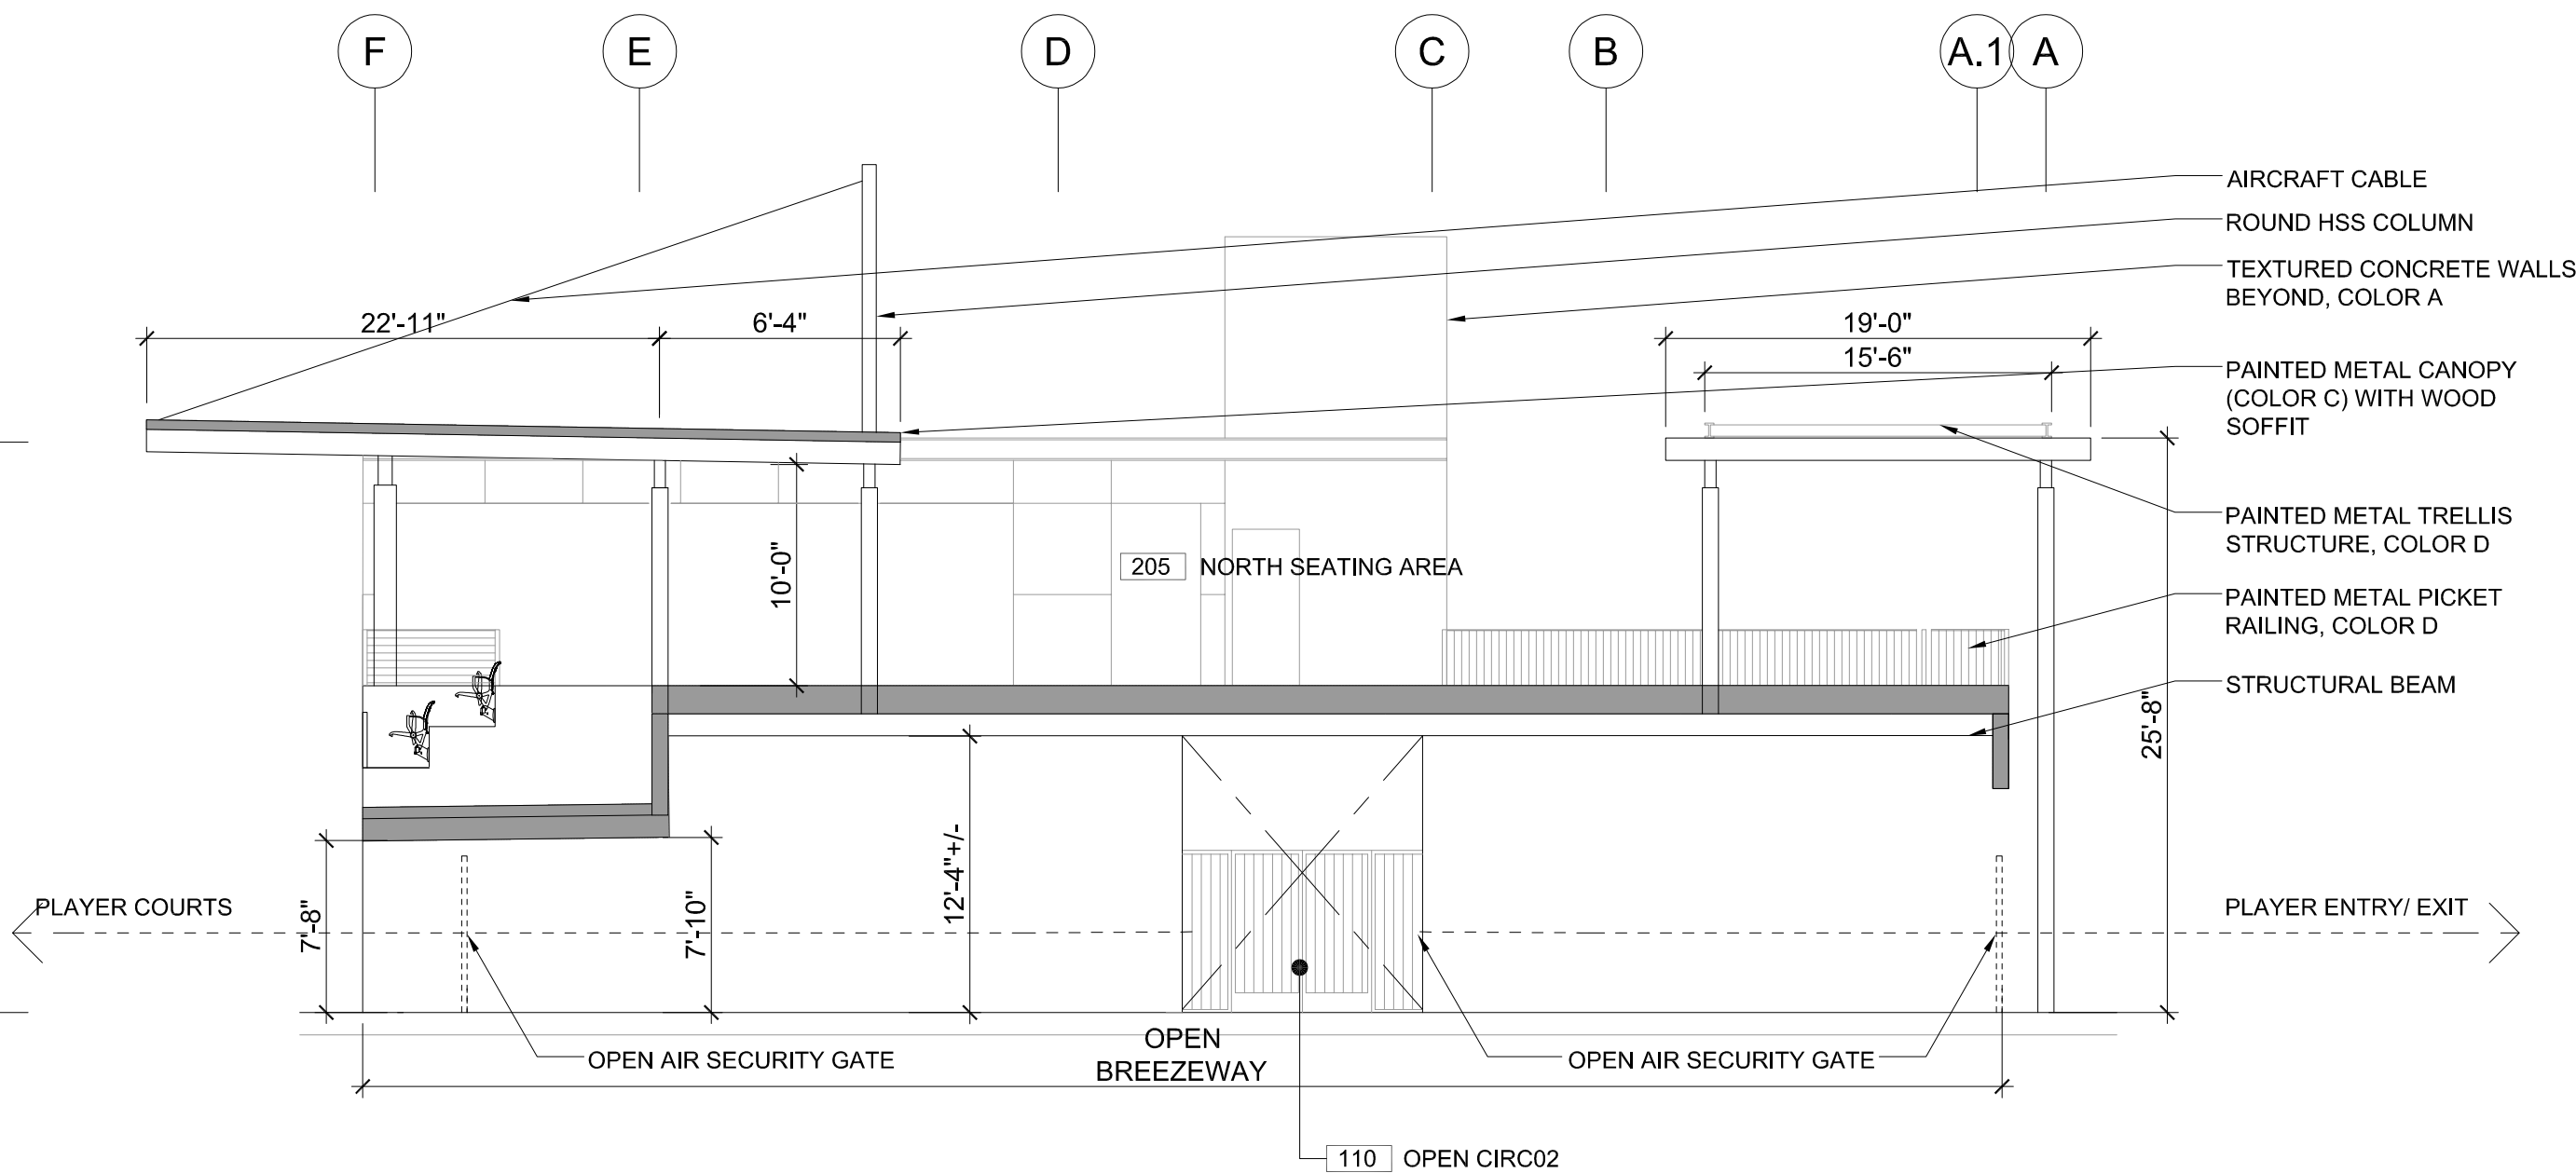 F
E
D
C
B
A.1
A
AIRCRAFT CABLE
ROUND HSS COLUMN
TEXTURED CONCRETE WALLS
BEYOND, COLOR A
22'-11"
6'-4"
19'-0"
15'-6"
PAINTED METAL CANOPY
(COLOR C) WITH WOOD
SOFFIT
PAINTED METAL TRELLIS
STRUCTURE, COLOR D
10'-0"
205 NORTH SEATING AREA
PAINTED METAL PICKET
RAILING, COLOR D
STRUCTURAL BEAM
25'-8"
12'-4"+/-
7'-8"
7'-10"
PLAYER COURTS
PLAYER ENTRY/ EXIT
OPEN AIR SECURITY GATE
OPEN
BREEZEWAY
OPEN AIR SECURITY GATE
110 OPEN CIRC02